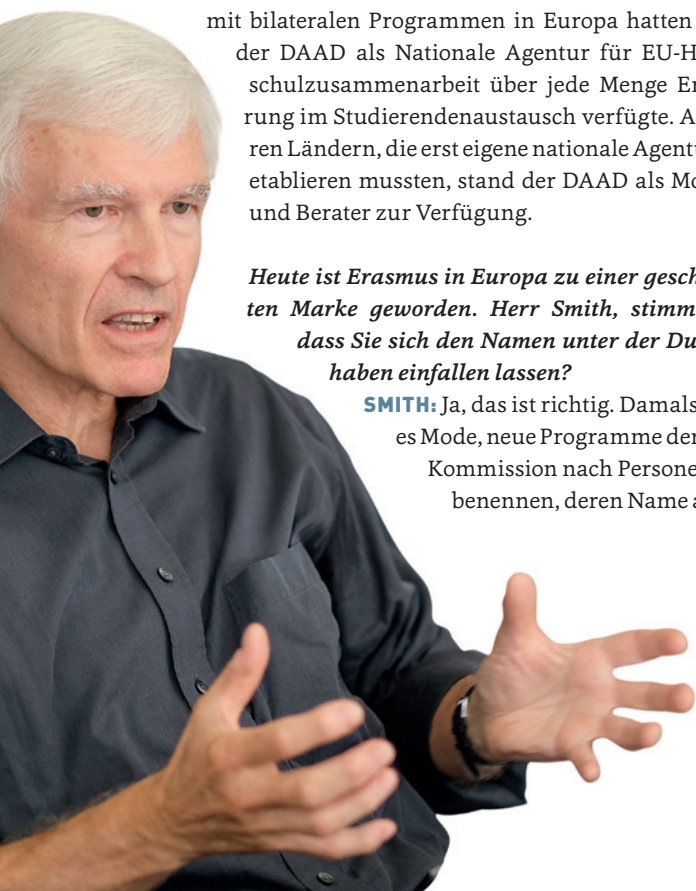 mit bilateralen Programmen in Europa hatten
der DAAD als Nationale Agentur für EU-H
schulzusammenarbeit über jede Menge Er
rung im Studierendenaustausch verfügte. A
ren Ländern, die erst eigene nationale Agent
etablieren mussten, stand der DAAD als Mo
und Berater zur Verfügung.
Heute ist Erasmus in Europa zu einer gesch
ten Marke geworden. Herr Smith, stimm
dass Sie sich den Namen unter der Du
haben einfallen lassen?
SMITH: Ja, das ist richtig. Damals
es Mode, neue Programme der
Kommission nach Persone
benennen, deren Name a